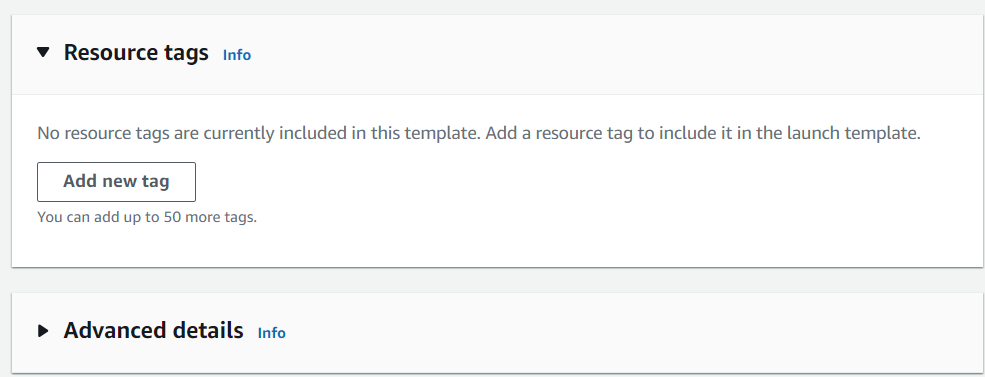 Resource tags Info
No resource tags are currently included in this template. Add a resource tag to include it in the launch template.
Add new tag
You can add up to 50 more tags.
Advanced details Info